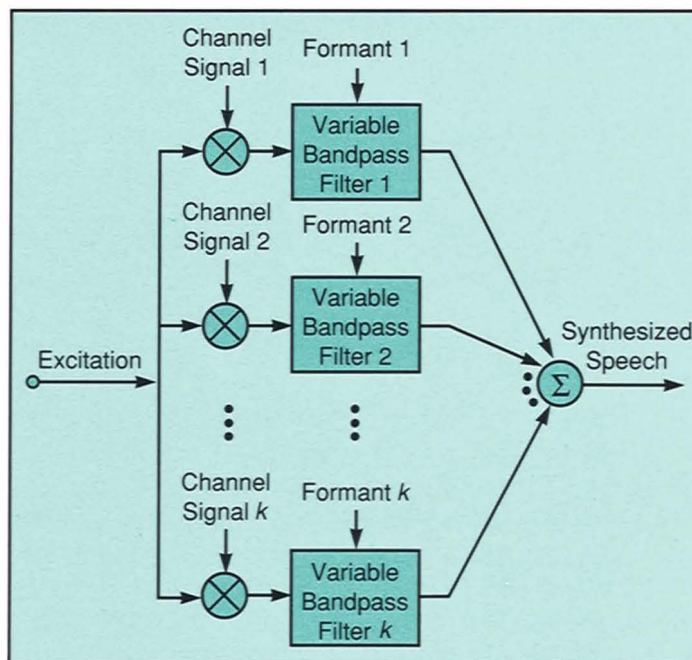 Channel
Signal 1
Formant 1
Variable
Bandpass
Filter 1
Channel
Signal 2
Formant 2
Variable
Bandpass
Filter 2
Excitation
Synthesized
Speech
Σ
Channel
Signal k
Formant k
Variable
Bandpass
Filter k